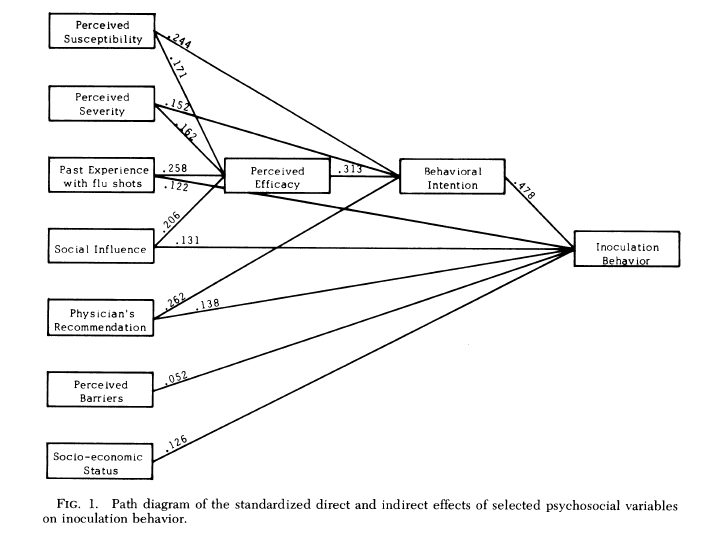 Perceived
Susceptibility
.244
.171
Perceived
Severity
.152
.162
Past Experience
with flu shots
.258
.122
Perceived
Efficacy
.313
Behavioral
Intention
.478
Social Influence
.206
.131
Inoculation
Behavior
Physician's
Recommendation
.262
.138
Perceived
Barriers
.052
Socio-economic
Status
.126
FIG. 1. Path diagram of the standardized direct and indirect effects of selected psychosocial variables
on inoculation behavior.